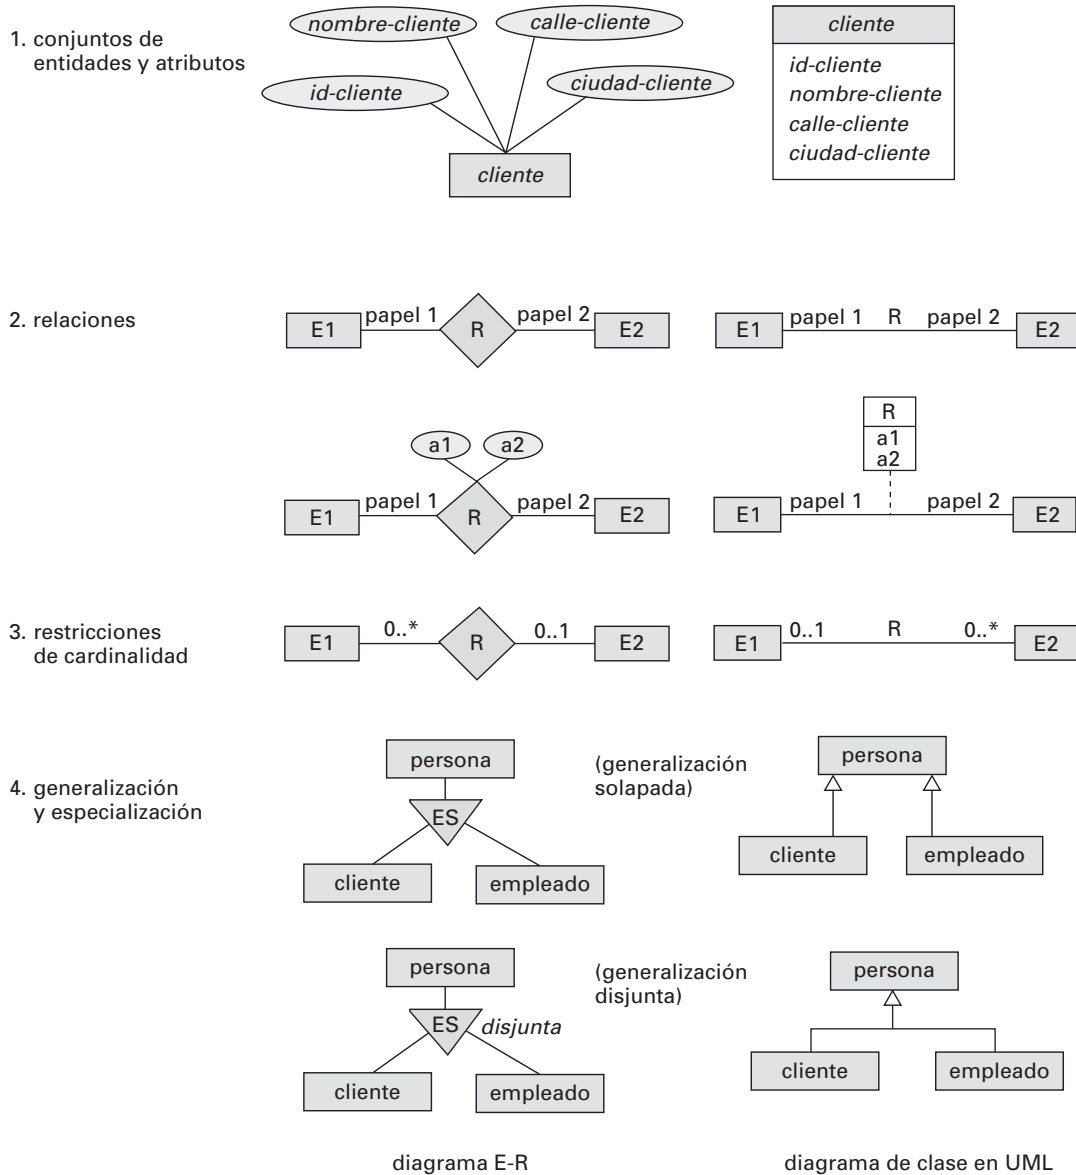 1. conjuntos de
entidades y atributos
nombre-cliente
calle-cliente
id-cliente
ciudad-cliente
cliente
cliente
id-cliente
nombre-cliente
calle-cliente
ciudad-cliente
2. relaciones
E1 papel 1 R papel 2 E2
E1 papel 1 R papel 2 E2
a1 a2
E1 papel 1 R papel 2 E2
R
a1
a2
E1 papel 1 papel 2 E2
3. restricciones
de cardinalidad
E1 0..* R 0..1 E2
E1 0..1 R 0..* E2
4. generalización
y especialización
persona
ES
cliente empleado
(generalización
solapada)
persona
cliente empleado
persona
ES disjunta
cliente empleado
(generalización
disjunta)
persona
cliente empleado
diagrama E-R
diagrama de clase en UML